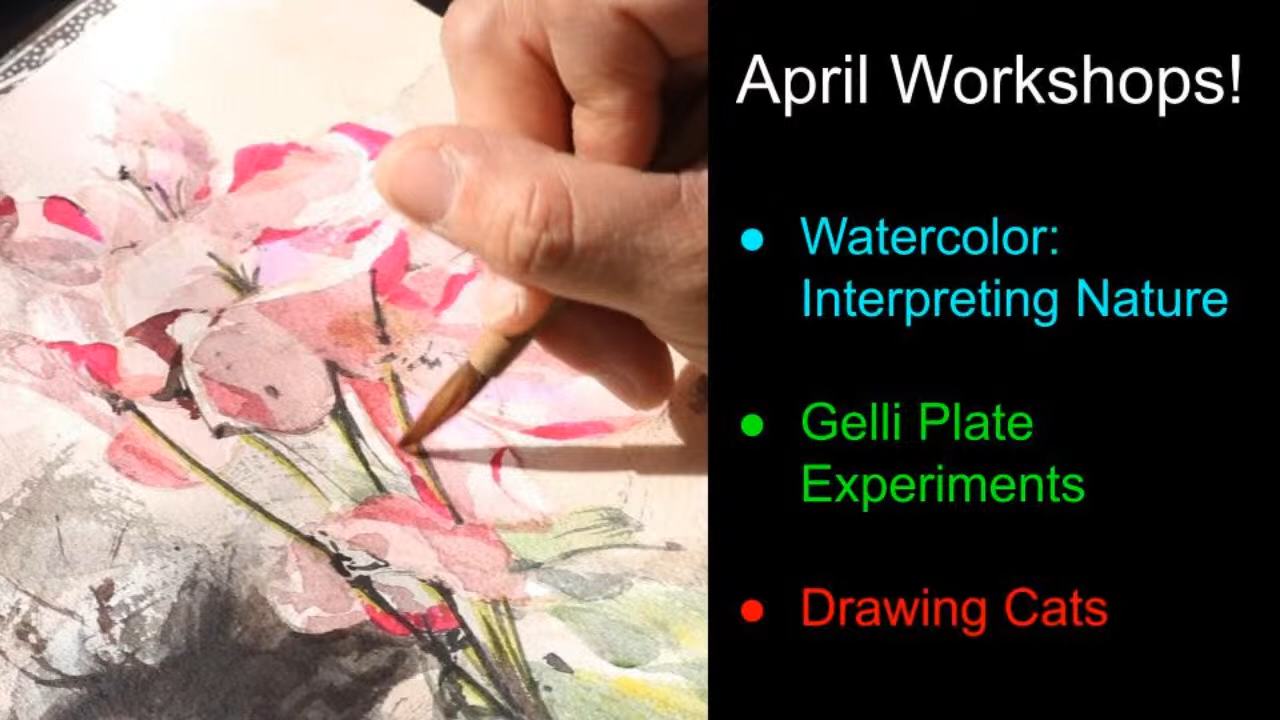 April Workshops!
● Watercolor:
Interpreting Nature
● Gelli Plate
Experiments
● Drawing Cats